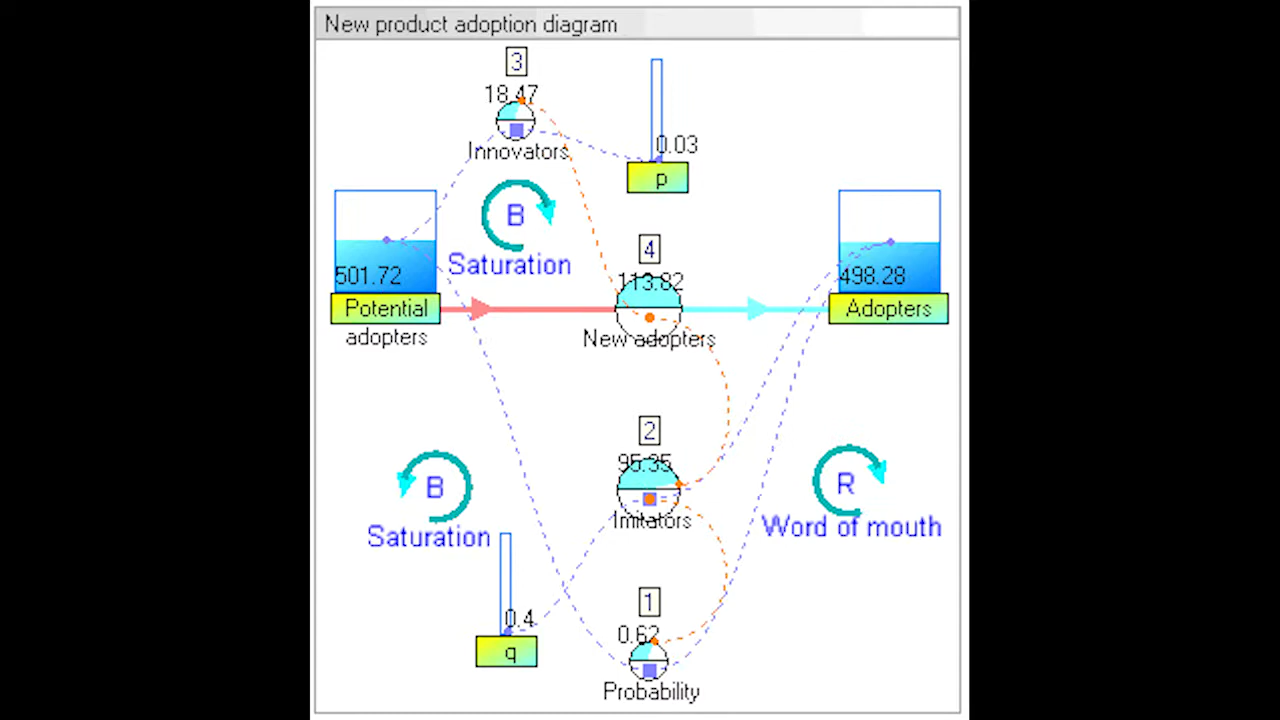 New product adoption diagram
3
18.47
Innovators
0.03
p
B
Saturation
501.72
Potential
adopters
4
113.82
New adopters
498.28
Adopters
2
95.35
Imitators
B
Saturation
R
Word of mouth
0.4
q
1
0.62
Probability